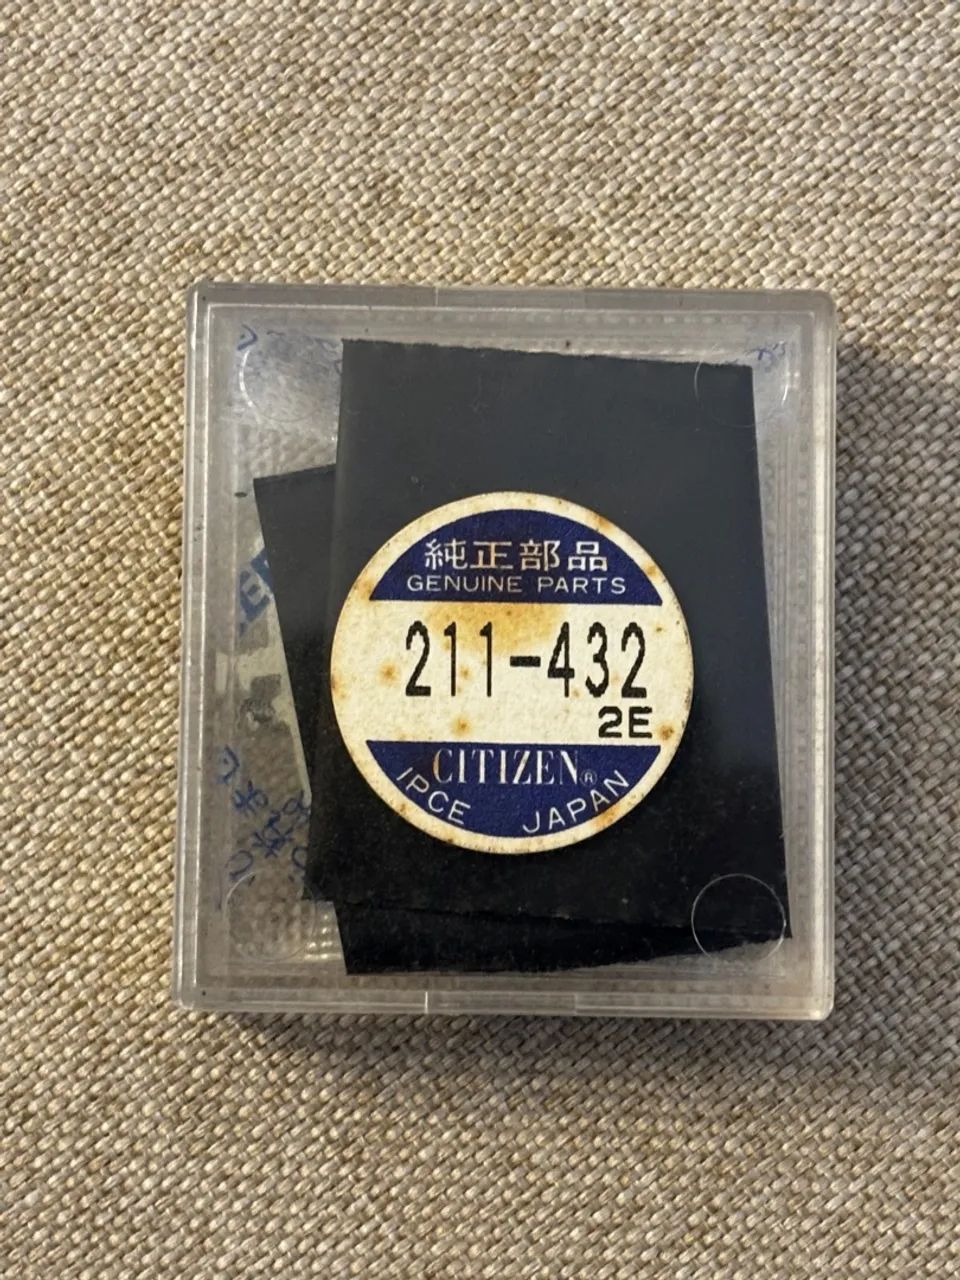 純正部品
GENUINE PARTS
211-432
2E
CITIZEN®
IPCE JAPAN